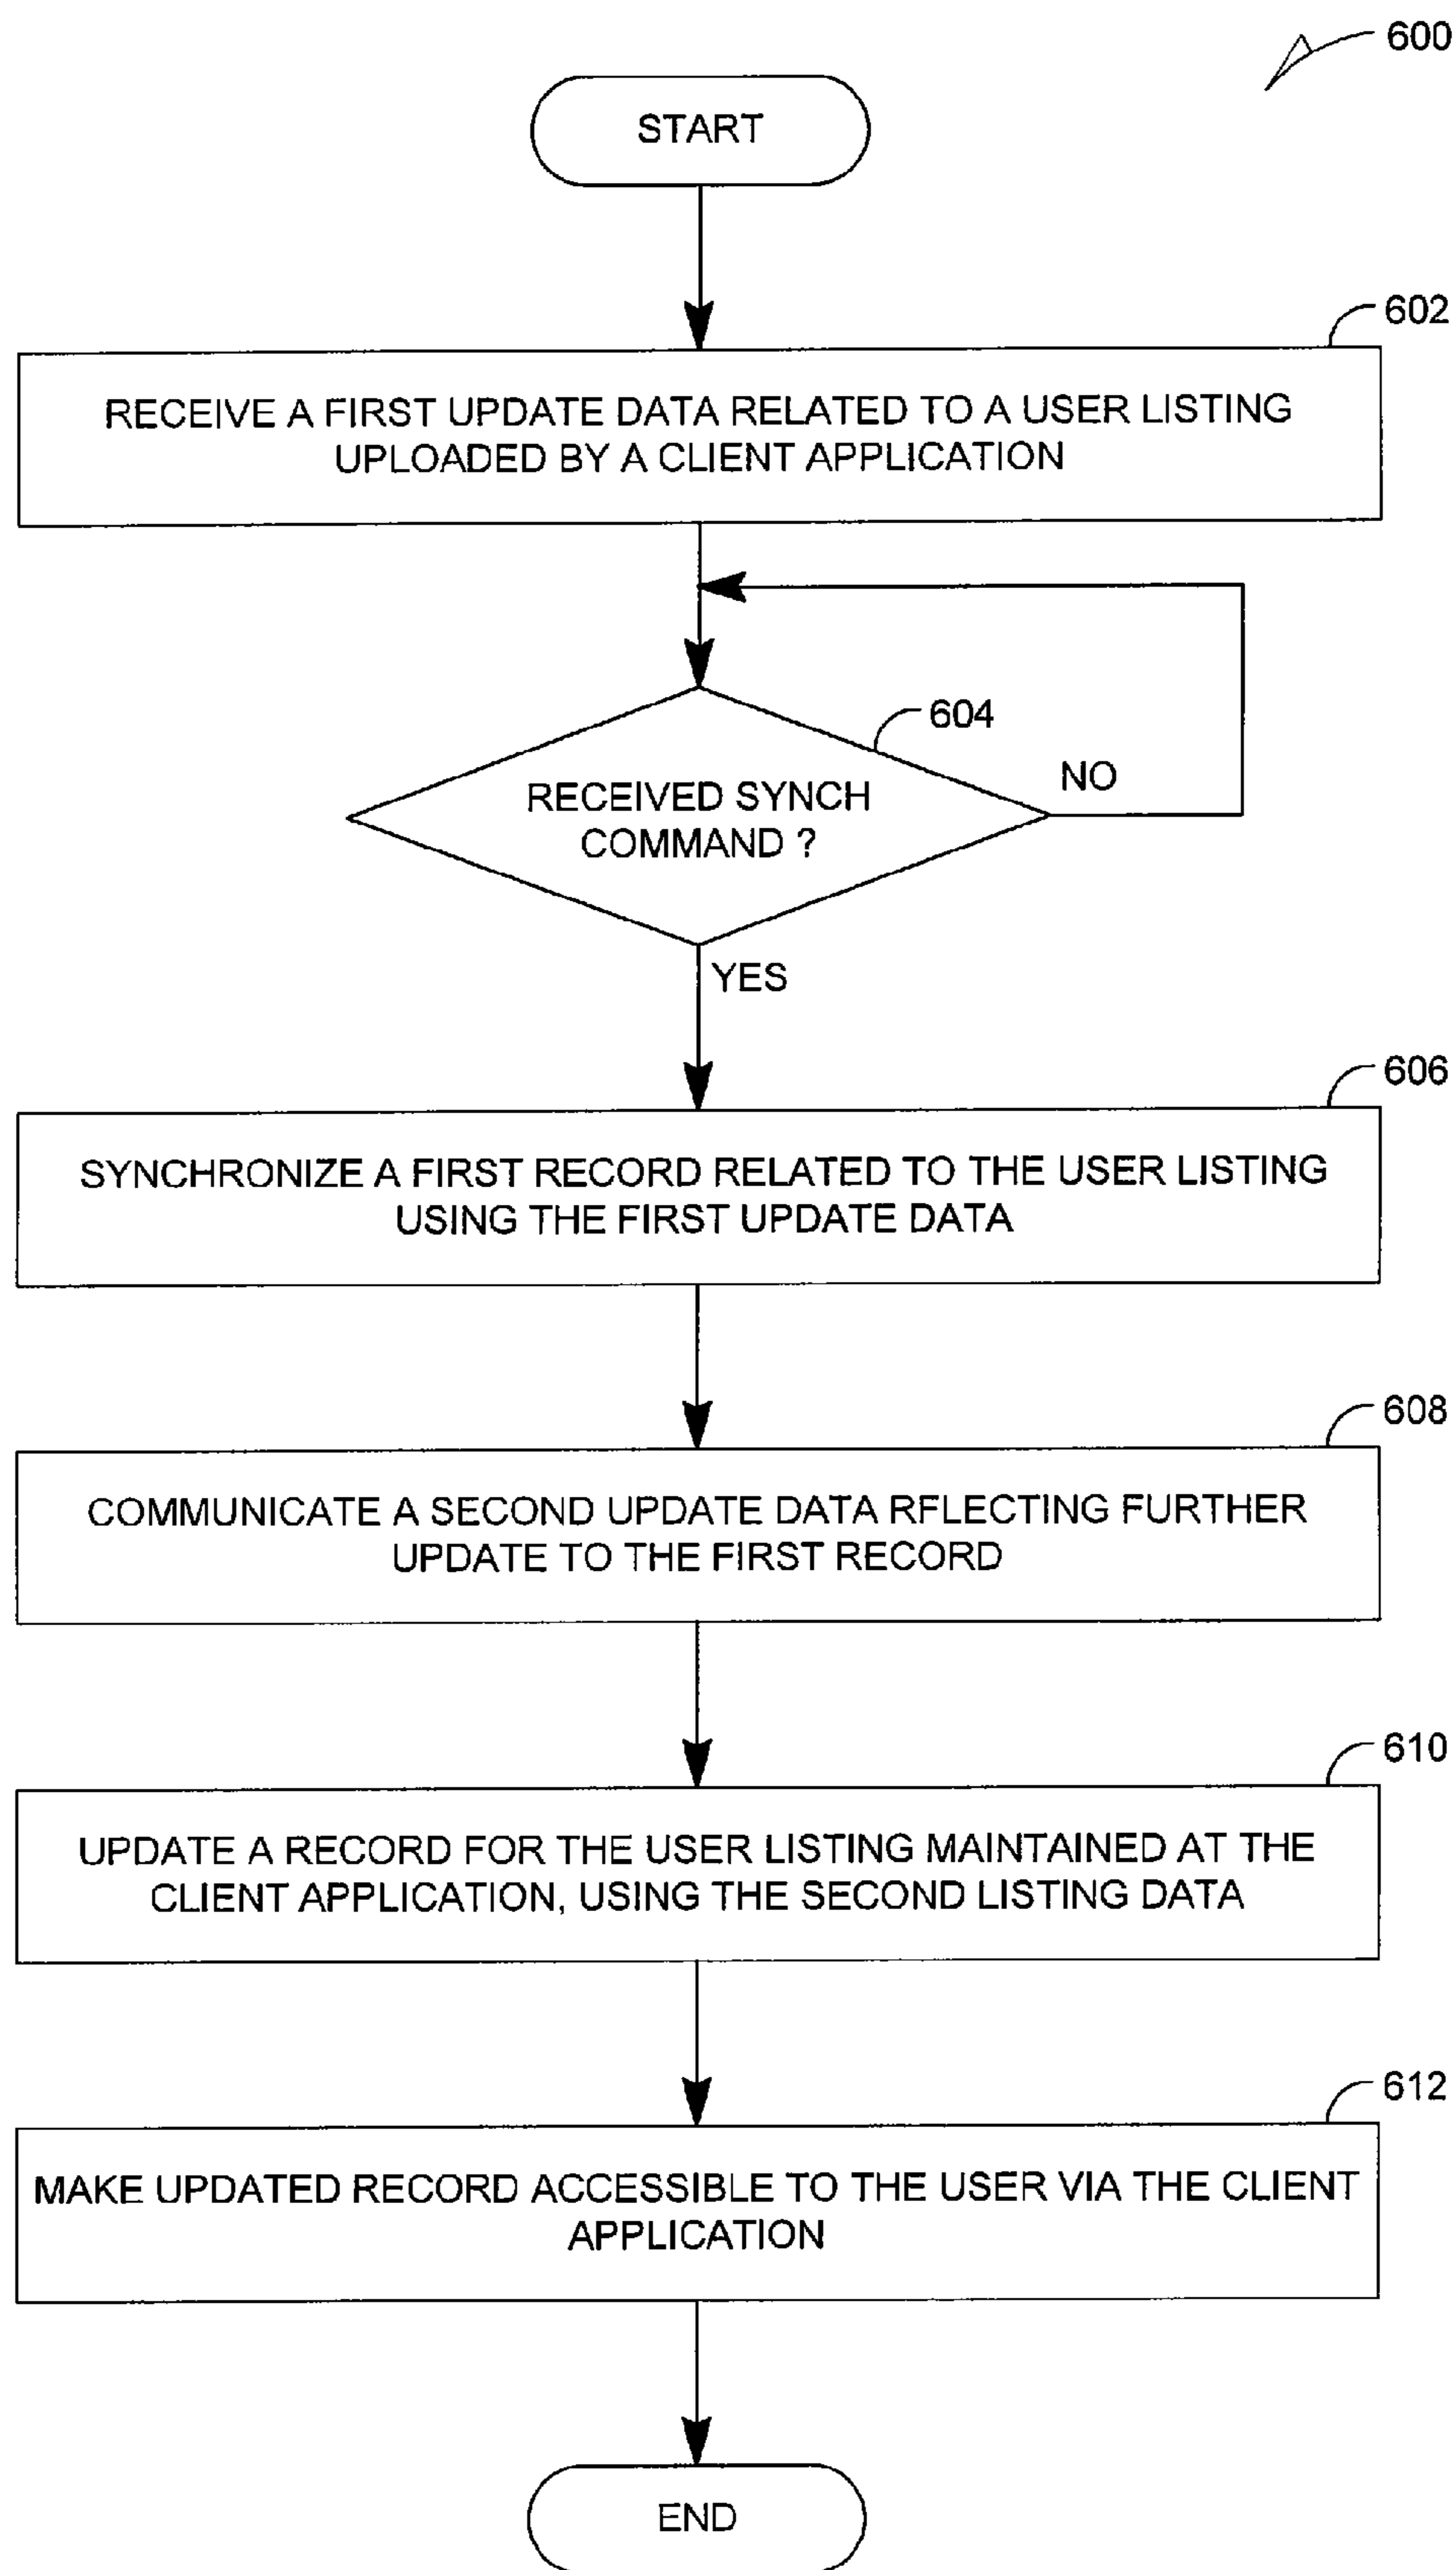 600
START
602
RECEIVE A FIRST UPDATE DATA RELATED TO A USER LISTING
UPLOADED BY A CLIENT APPLICATION
604
NO
RECEIVED SYNCH
COMMAND ?
YES
606
SYNCHRONIZE A FIRST RECORD RELATED TO THE USER LISTING
USING THE FIRST UPDATE DATA
608
COMMUNICATE A SECOND UPDATE DATA RFLECTING FURTHER
UPDATE TO THE FIRST RECORD
610
UPDATE A RECORD FOR THE USER LISTING MAINTAINED AT THE
CLIENT APPLICATION, USING THE SECOND LISTING DATA
612
MAKE UPDATED RECORD ACCESSIBLE TO THE USER VIA THE CLIENT
APPLICATION
END